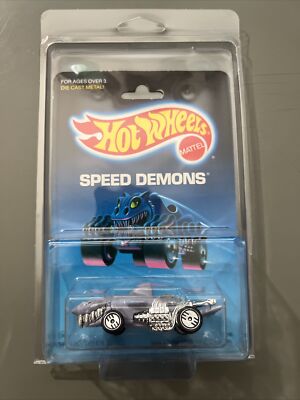 FOR AGES OVER 3
DIE CAST METAL!
Hot Wheels
MATTEL
SPEED DEMONS